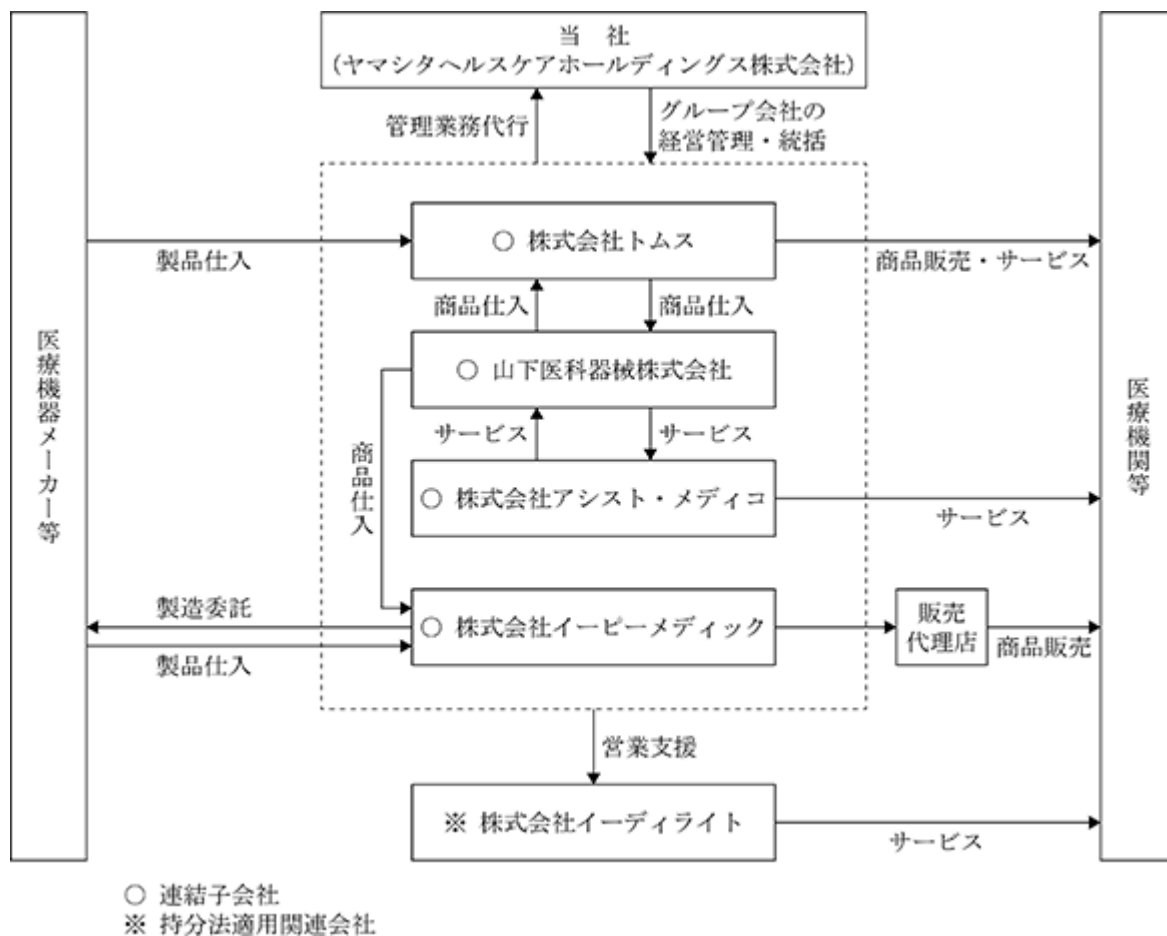 当 社
(ヤマシタヘルスケアホールディングス株式会社)
管理業務代行
グループ会社の
経営管理・統括
医療機器メーカー等
医療機関等
○ 株式会社トムス
製品仕入
商品販売・サービス
商品仕入
商品仕入
○ 山下医科器械株式会社
サービス
サービス
商品仕入
○ 株式会社アシスト・メディコ
サービス
製造委託
○ 株式会社イーピーメディック
販売
代理店
製品仕入
商品販売
営業支援
※ 株式会社イーディライト
サービス
○ 連結子会社
※ 持分法適用関連会社